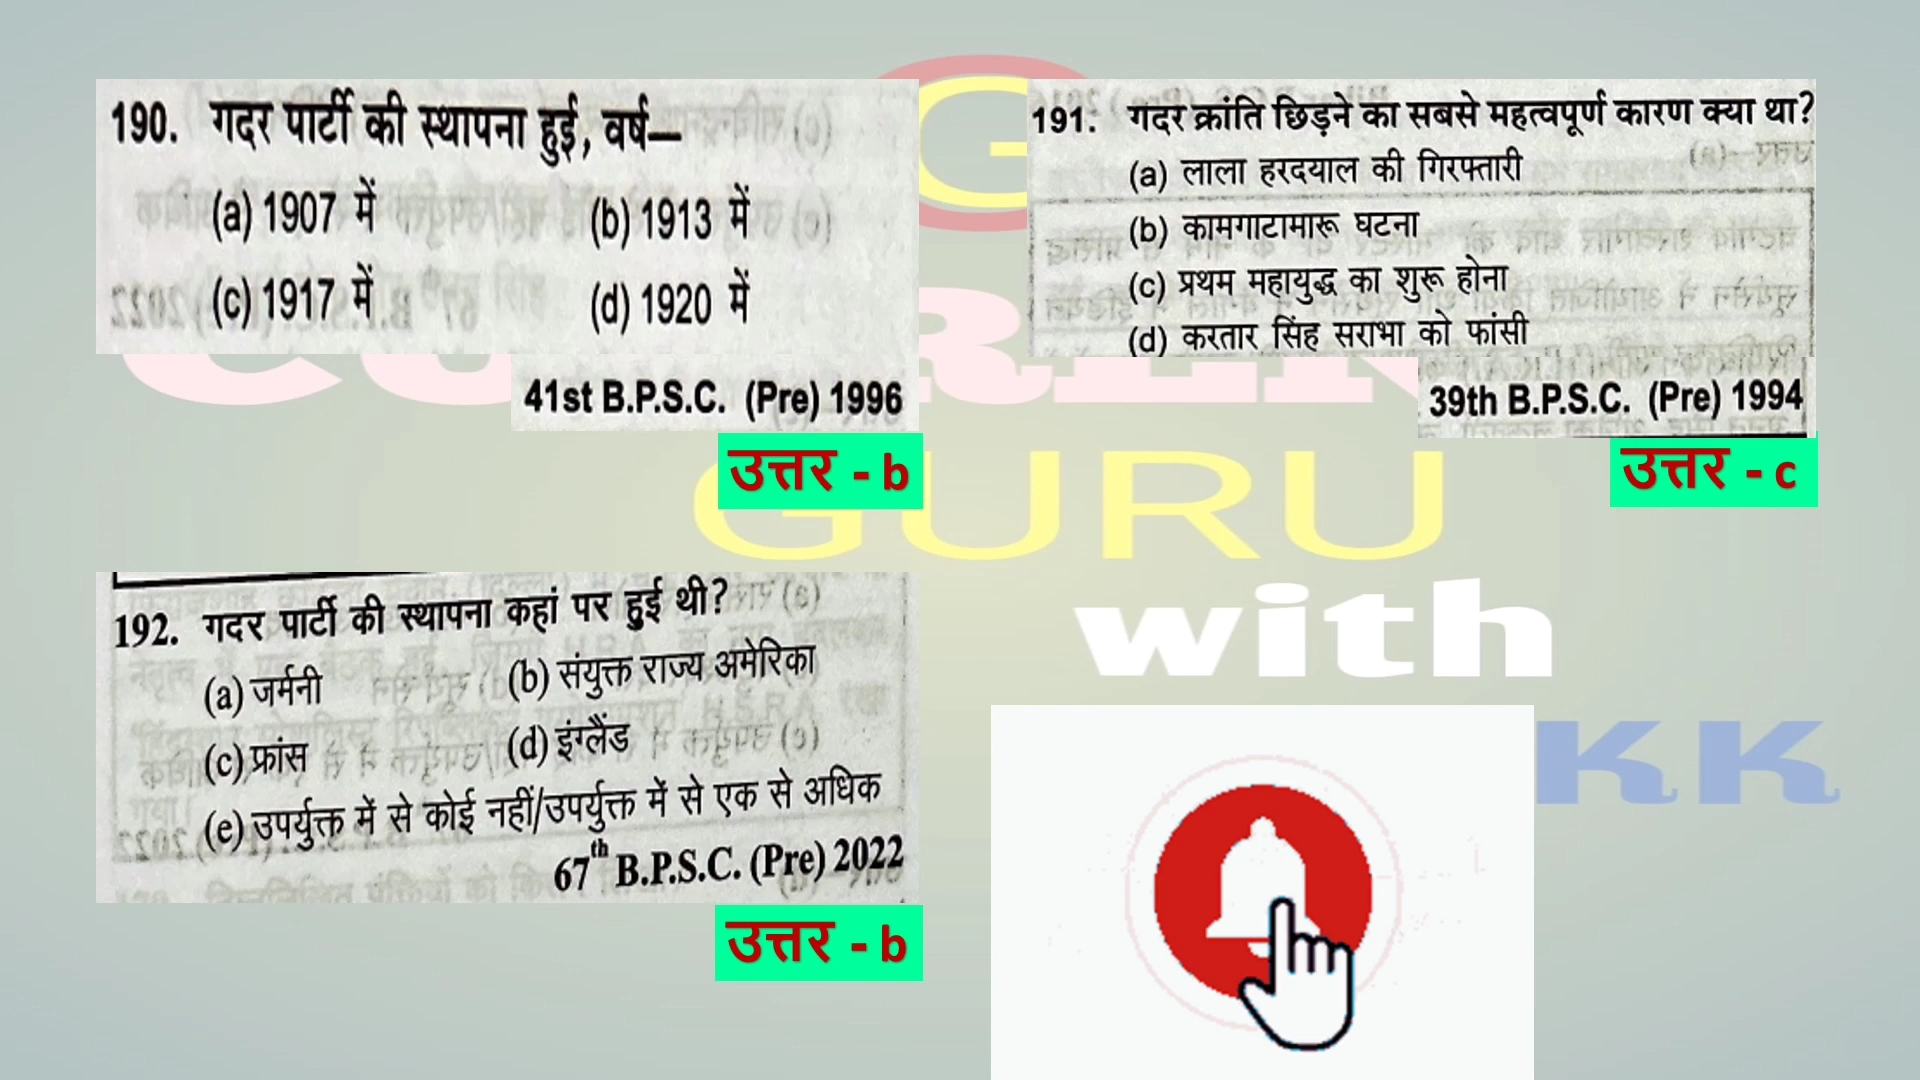 190. गदर पार्टी की स्थापना हुई, वर्ष—
(a) 1907 में (b) 1913 में
(c) 1917 में (d) 1920 में
41st B.P.S.C. (Pre) 1996
उत्तर - b
191. गदर क्रांति छिड़ने का सबसे महत्वपूर्ण कारण क्या था?
(a) लाला हरदयाल की गिरफ्तारी
(b) कामगाटामारू घटना
(c) प्रथम महायुद्ध का शुरू होना
(d) करतार सिंह सराभा को फांसी
39th B.P.S.C. (Pre) 1994
उत्तर - c
192. गदर पार्टी की स्थापना कहां पर हुई थी?
(a) जर्मनी (b) संयुक्त राज्य अमेरिका
(c) फ्रांस (d) इंग्लैंड
(e) उपर्युक्त में से कोई नहीं/उपर्युक्त में से एक से अधिक
67th B.P.S.C. (Pre) 2022
उत्तर - b
G
GURU
with
KK